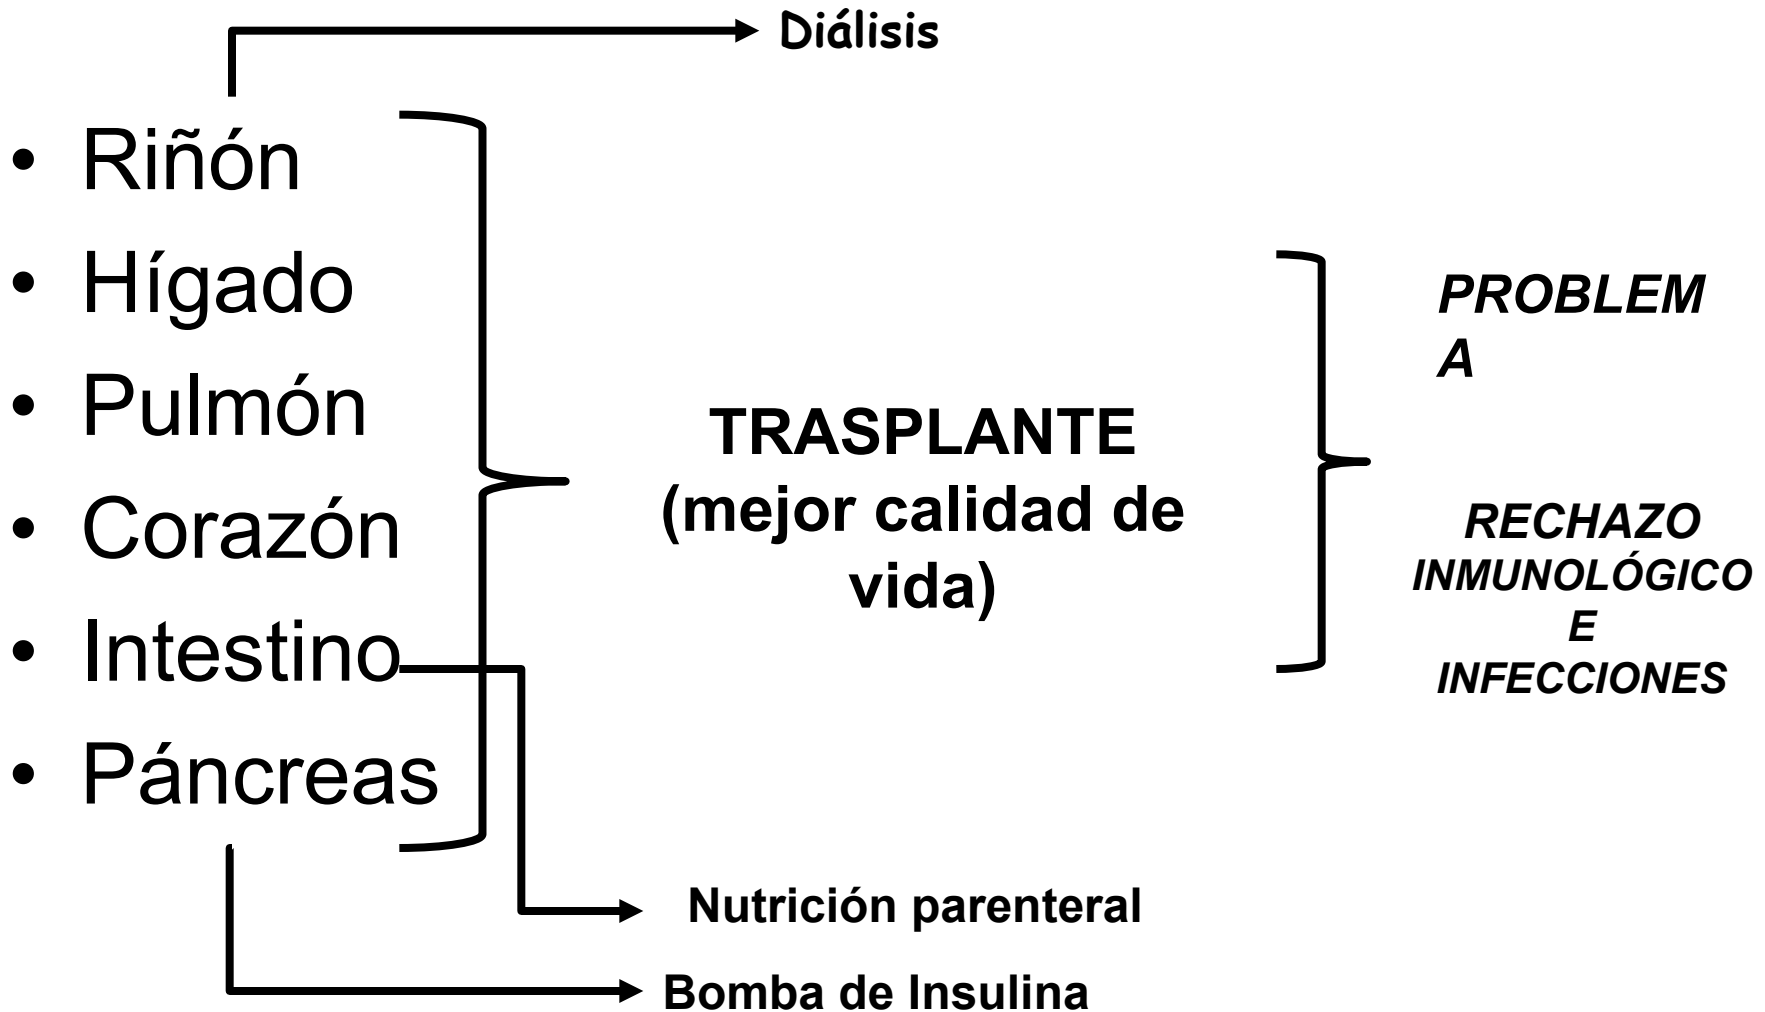 Diálisis
• Riñón
• Hígado
• Pulmón
• Corazón
• Intestino
• Páncreas
TRASPLANTE
(mejor calidad de
vida)
PROBLEM
A
RECHAZO
INMUNOLÓGICO
E
INFECCIONES
Nutrición parenteral
Bomba de Insulina